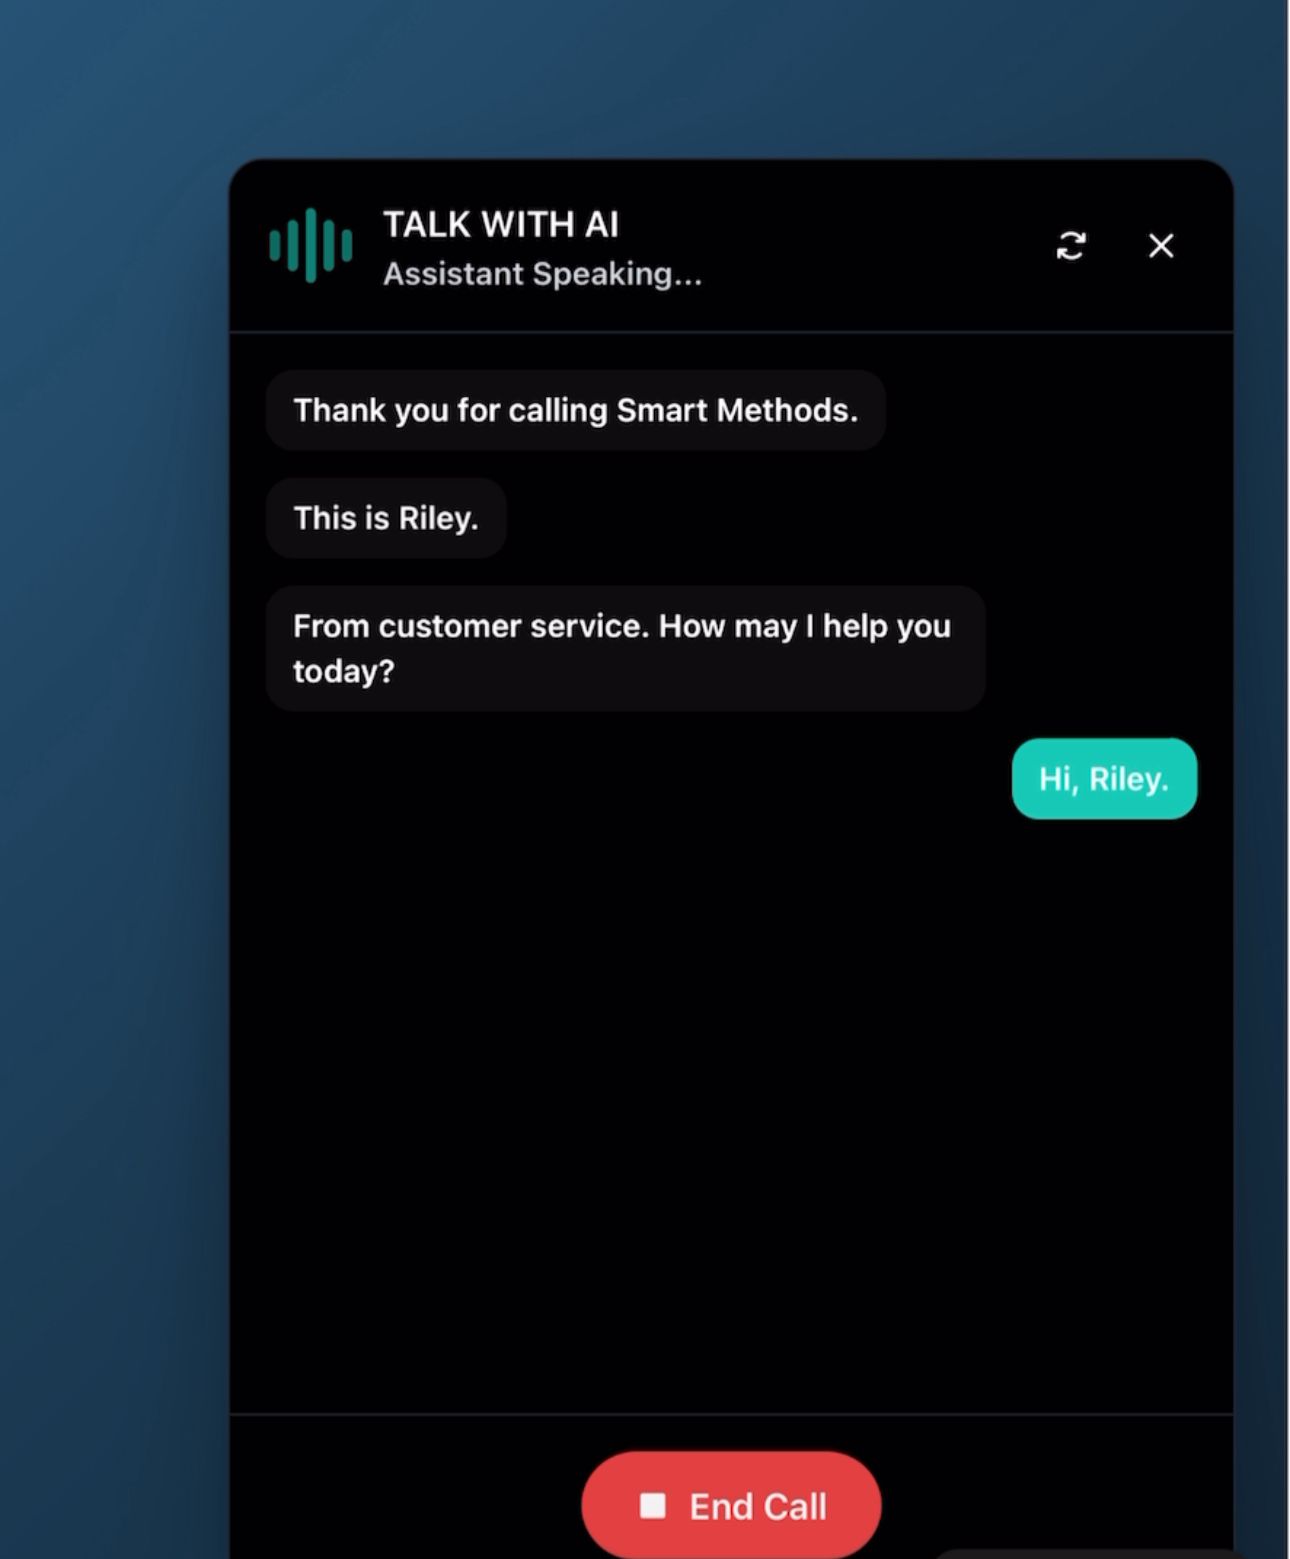 TALK WITH AI
Assistant Speaking...
Thank you for calling Smart Methods.
This is Riley.
From customer service. How may I help you
today?
Hi, Riley.
End Call